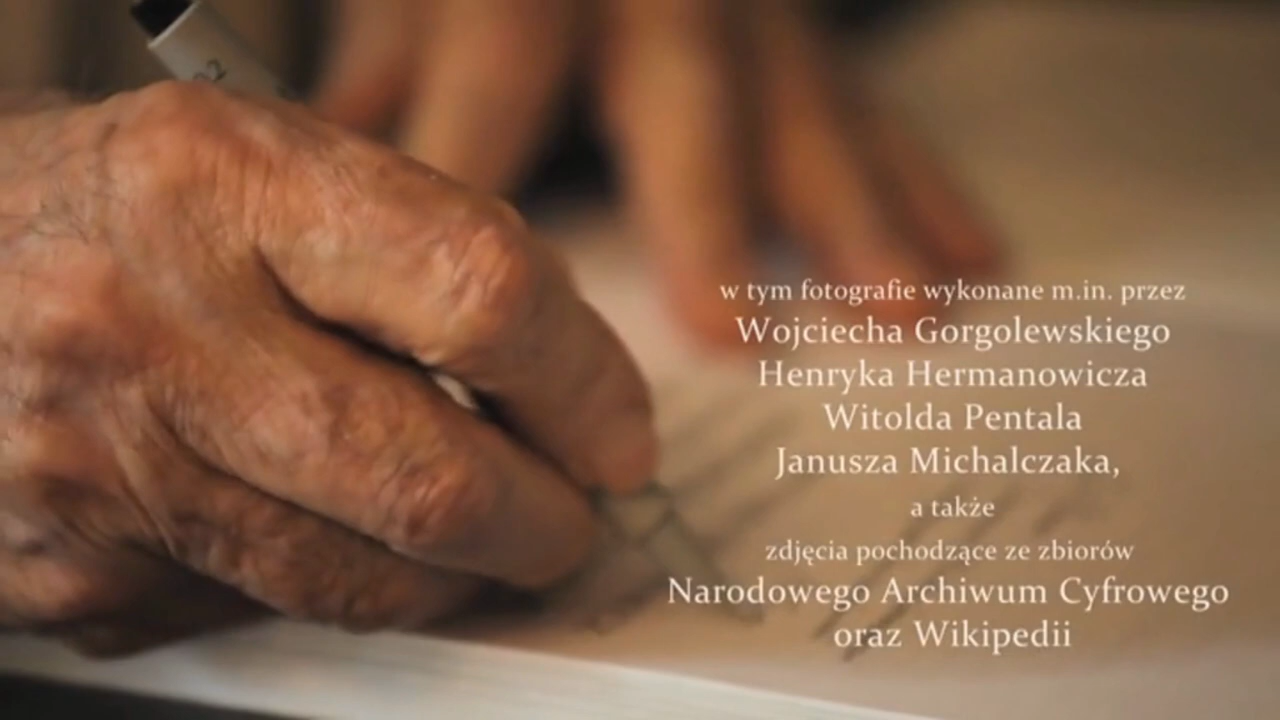 w tym fotografie wykonane m.in. przez
Wojciecha Gorgolewskiego
Henryka Hermanowicza
Witolda Pentala
Janusza Michalczaka,
a także
zdjęcia pochodzące ze zbiorów
Narodowego Archiwum Cyfrowego
oraz Wikipedii